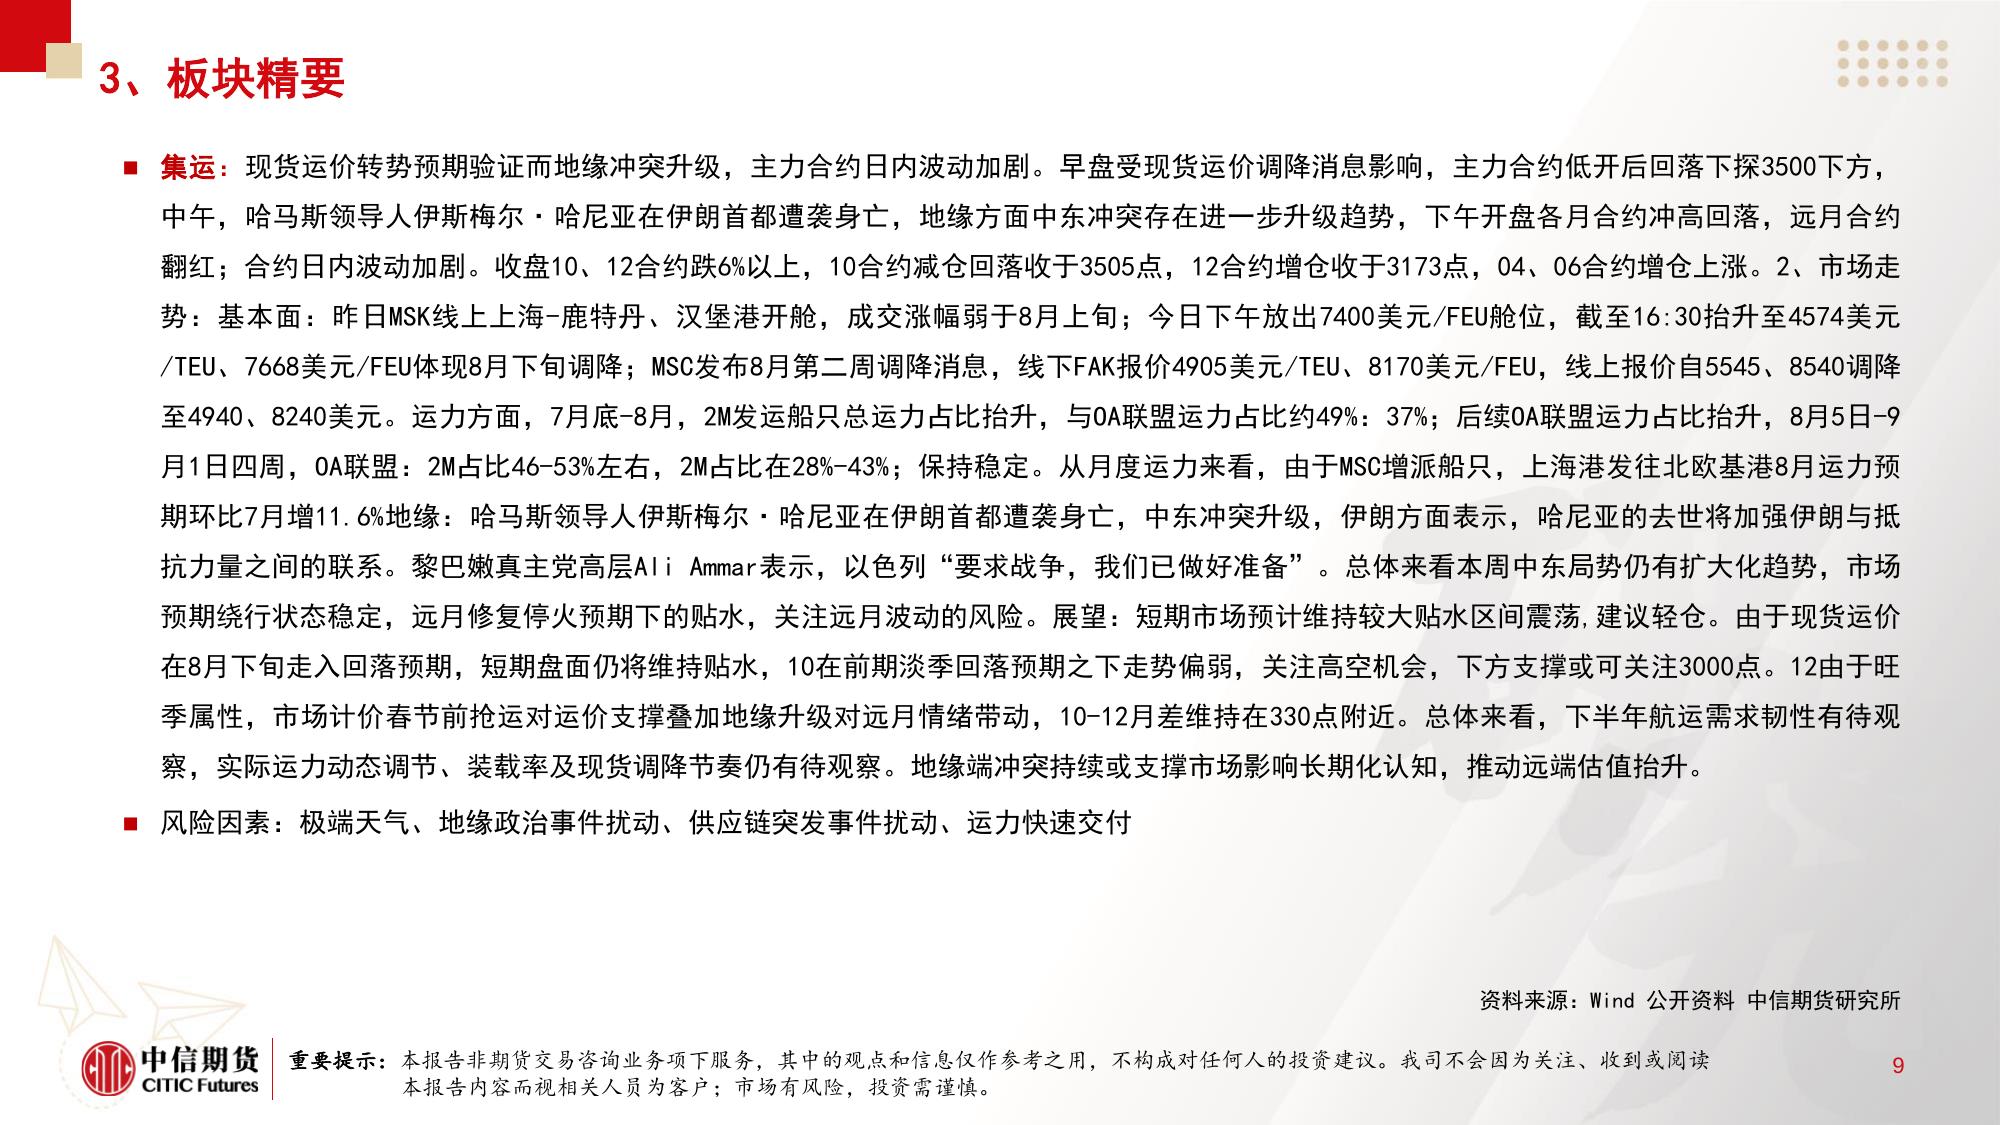 3、板块精要
■ 集运：现货运价转势预期验证而地缘冲突升级，主力合约日内波动加剧。早盘受现货运价调降消息影响，主力合约低开后回落下探3500下方，
中午，哈马斯领导人伊斯梅尔·哈尼亚在伊朗首都遭袭身亡，地缘方面中东冲突存在进一步升级趋势，下午开盘各月合约冲高回落，远月合约
翻红；合约日内波动加剧。收盘10、12合约跌6%以上，10合约减仓回落收于3505点，12合约增仓收于3173点，04、06合约增仓上涨。2、市场走
势：基本面：昨日MSK线上上海-鹿特丹、汉堡港开舱，成交涨幅弱于8月上旬；今日下午放出7400美元/FEU舱位，截至16:30抬升至4574美元
/TEU、7668美元/FEU体现8月下旬调降；MSC发布8月第二周调降消息，线下FAK报价4905美元/TEU、8170美元/FEU，线上报价自5545、8540调降
至4940、8240美元。运力方面，7月底-8月，2M发运船只总运力占比抬升，与OA联盟运力占比约49%：37%；后续OA联盟运力占比抬升，8月5日-9
月1日四周，OA联盟：2M占比46-53%左右，2M占比在28%-43%；保持稳定。从月度运力来看，由于MSC增派船只，上海港发往北欧基港8月运力预
期环比7月增11.6%地缘：哈马斯领导人伊斯梅尔·哈尼亚在伊朗首都遭袭身亡，中东冲突升级，伊朗方面表示，哈尼亚的去世将加强伊朗与抵
抗力量之间的联系。黎巴嫩真主党高层Ali Ammar表示，以色列“要求战争，我们已做好准备”。总体来看本周中东局势仍有扩大化趋势，市场
预期绕行状态稳定，远月修复停火预期下的贴水，关注远月波动的风险。展望：短期市场预计维持较大贴水区间震荡,建议轻仓。由于现货运价
在8月下旬走入回落预期，短期盘面仍将维持贴水，10在前期淡季回落预期之下走势偏弱，关注高空机会，下方支撑或可关注3000点。12由于旺
季属性，市场计价春节前抢运对运价支撑叠加地缘升级对远月情绪带动，10-12月差维持在330点附近。总体来看，下半年航运需求韧性有待观
察，实际运力动态调节、装载率及现货调降节奏仍有待观察。地缘端冲突持续或支撑市场影响长期化认知，推动远端估值抬升。
■ 风险因素：极端天气、地缘政治事件扰动、供应链突发事件扰动、运力快速交付
资料来源：Wind 公开资料 中信期货研究所
中信期货
CITIC Futures
重要提示：本报告非期货交易咨询业务项下服务，其中的观点和信息仅作参考之用，不构成对任何人的投资建议。我司不会因为关注、收到或阅读
本报告内容而视相关人员为客户；市场有风险，投资需谨慎。
9